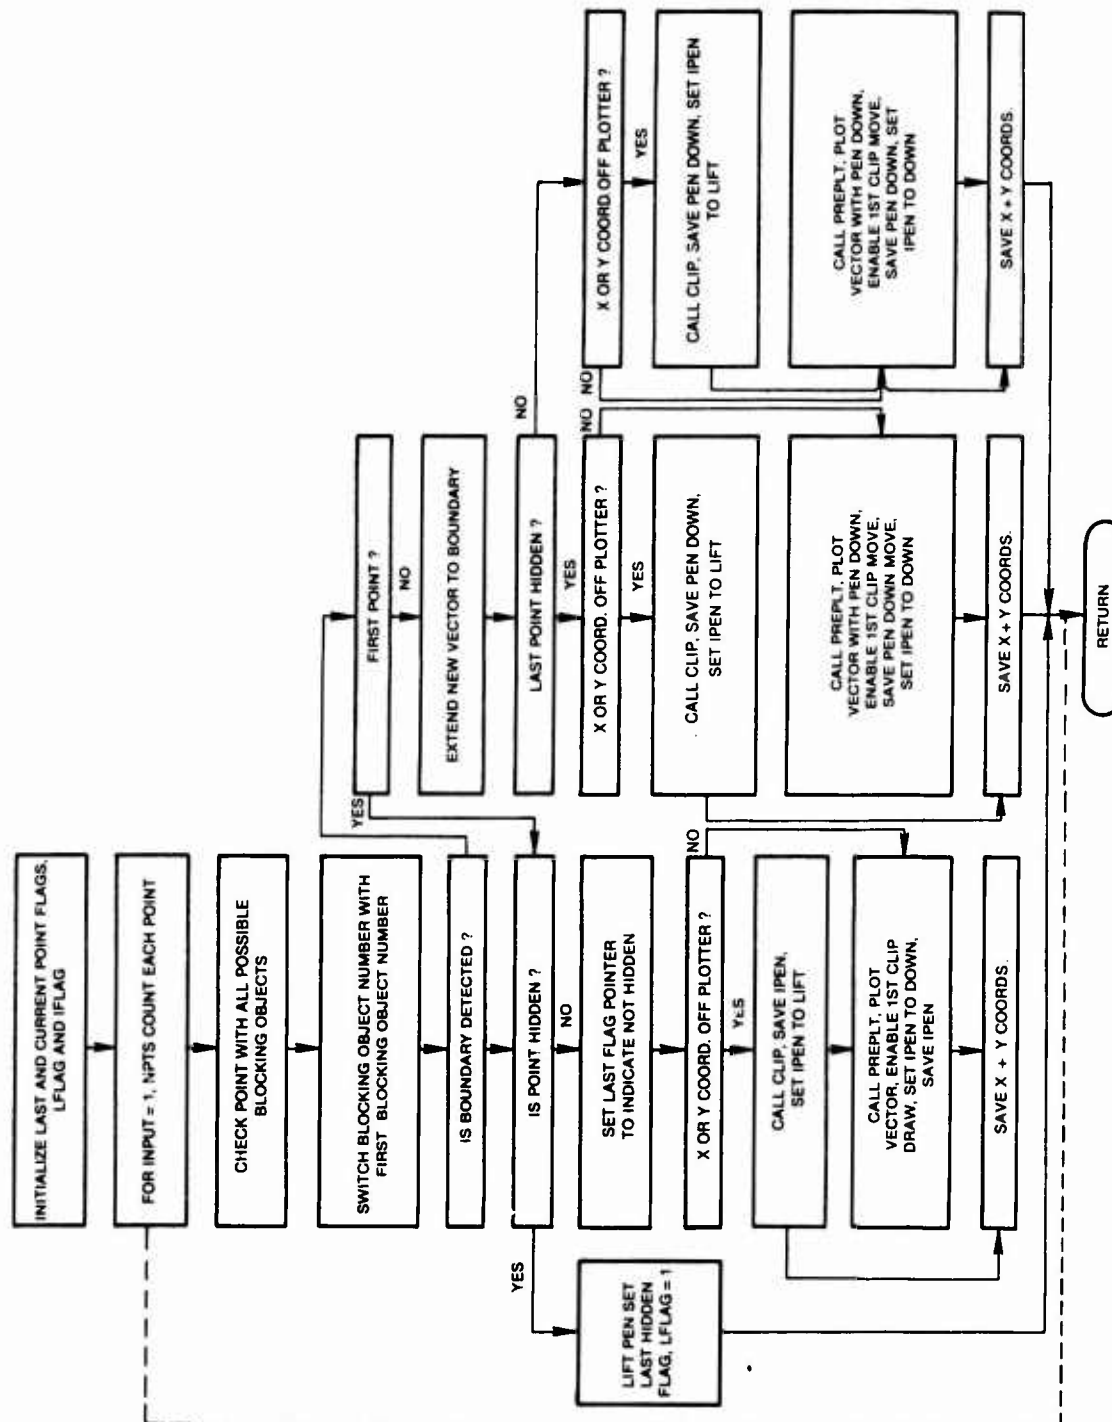 INITIALIZE LAST AND CURRENT POINT FLAGS,
LFLAG AND IFLAG
FOR INPUT = 1, NPTS COUNT EACH POINT
CHECK POINT WITH ALL POSSIBLE
BLOCKING OBJECTS
SWITCH BLOCKING OBJECT NUMBER WITH
FIRST BLOCKING OBJECT NUMBER
IS BOUNDARY DETECTED ?
IS POINT HIDDEN ?
YES
NO
LIFT PEN SET
LAST HIDDEN
FLAG, LFLAG = 1
SET LAST FLAG POINTER
TO INDICATE NOT HIDDEN
X OR Y COORD. OFF PLOTTER ?
NO
YES
CALL CLIP, SAVE IPEN,
SET IPEN TO LIFT
CALL PREPLT, PLOT
VECTOR, ENABLE 1ST CLIP
DRAW, SET IPEN TO DOWN,
SAVE IPEN
SAVE X + Y COORDS.
FIRST POINT ?
YES
NO
EXTEND NEW VECTOR TO BOUNDARY
LAST POINT HIDDEN ?
NO
YES
X OR Y COORD. OFF PLOTTER ?
NO
YES
CALL CLIP, SAVE PEN DOWN,
SET IPEN TO LIFT
CALL PREPLT, PLOT
VECTOR WITH PEN DOWN,
ENABLE 1ST CLIP MOVE,
SAVE PEN DOWN MOVE,
SET IPEN TO DOWN
SAVE X + Y COORDS.
X OR Y COORD. OFF PLOTTER ?
NO
YES
CALL CLIP, SAVE PEN DOWN, SET IPEN
TO LIFT
CALL PREPLT, PLOT
VECTOR WITH PEN DOWN,
ENABLE 1ST CLIP MOVE,
SAVE PEN DOWN, SET
IPEN TO DOWN
SAVE X + Y COORDS.
RETURN